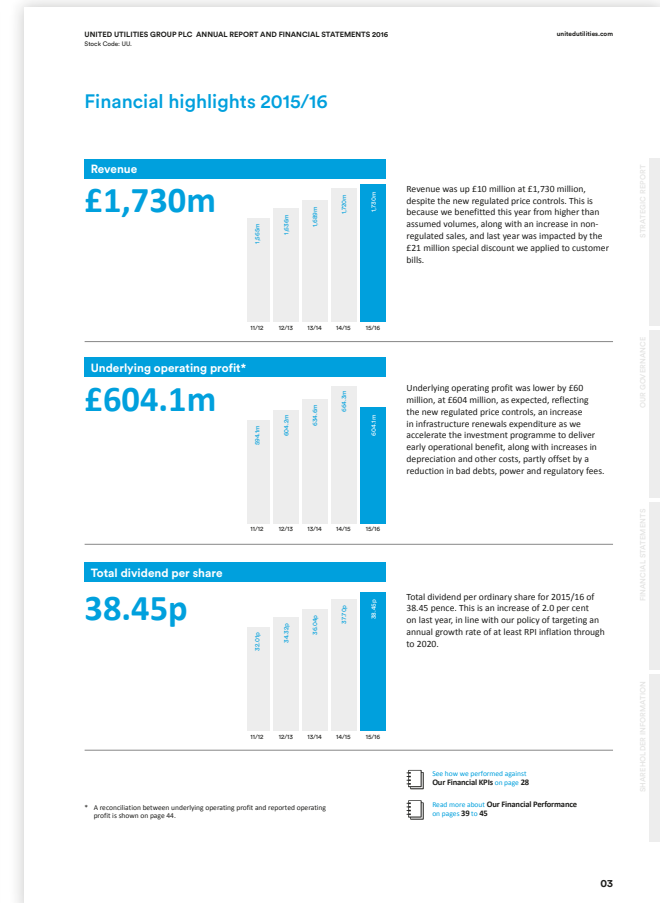 UNITED UTILITIES GROUP PLC ANNUAL REPORT AND FINANCIAL STATEMENTS 2016
Stock Code: UU.
unitedutilities.com
Financial highlights 2015/16
Revenue
£1,730m
1,636m
1,689m
1,720m
1,730m
11/12
12/13
13/14
14/15
15/16
Revenue was up £10 million at £1,730 million,
despite the new regulated price controls. This is
because we benefitted this year from higher than
assumed volumes, along with an increase in non-
regulated sales, and last year was impacted by the
£21 million special discount we applied to customer
bills.
Underlying operating profit*
£604.1m
594.1m
604.2m
634.6m
664.3m
604.1m
11/12
12/13
13/14
14/15
15/16
Underlying operating profit was lower by £60
million, at £604 million, as expected, reflecting
the new regulated price controls, an increase
in infrastructure renewals expenditure as we
accelerate the investment programme to deliver
early operational benefit, along with increases in
depreciation and other costs, partly offset by a
reduction in bad debts, power and regulatory fees.
Total dividend per share
38.45p
32.01p
34.32p
36.04p
37.70p
38.45p
11/12
12/13
13/14
14/15
15/16
Total dividend per ordinary share for 2015/16 of
38.45 pence. This is an increase of 2.0 per cent
on last year, in line with our policy of targeting an
annual growth rate of at least RPI inflation through
to 2020.
See how we performed against
Our Financial KPIs on page 28
Read more about Our Financial Performance
on pages 39 to 45
* A reconciliation between underlying operating profit and reported operating
profit is shown on page 44.
STRATEGIC REPORT
OUR GOVERNANCE
FINANCIAL STATEMENTS
SHAREHOLDER INFORMATION
03